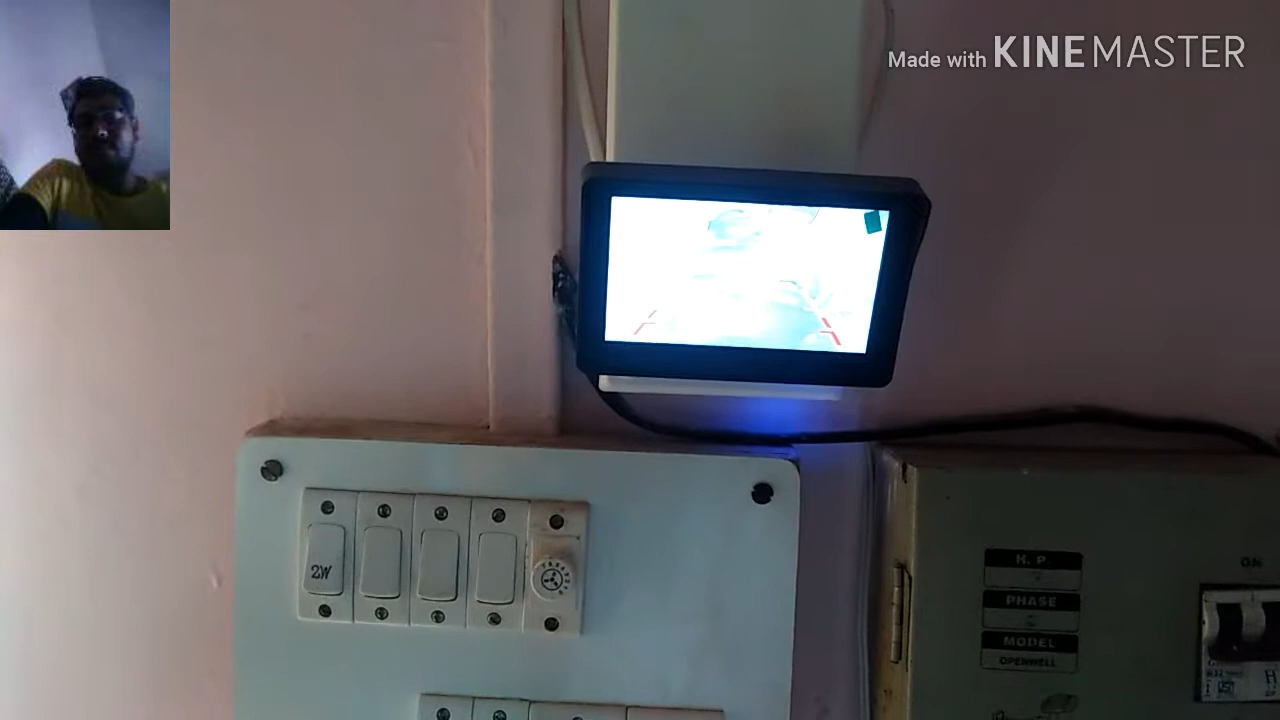 Made with KINEMASTER
2W
H. P.
PHASE
MODEL
OPENWELL
ON